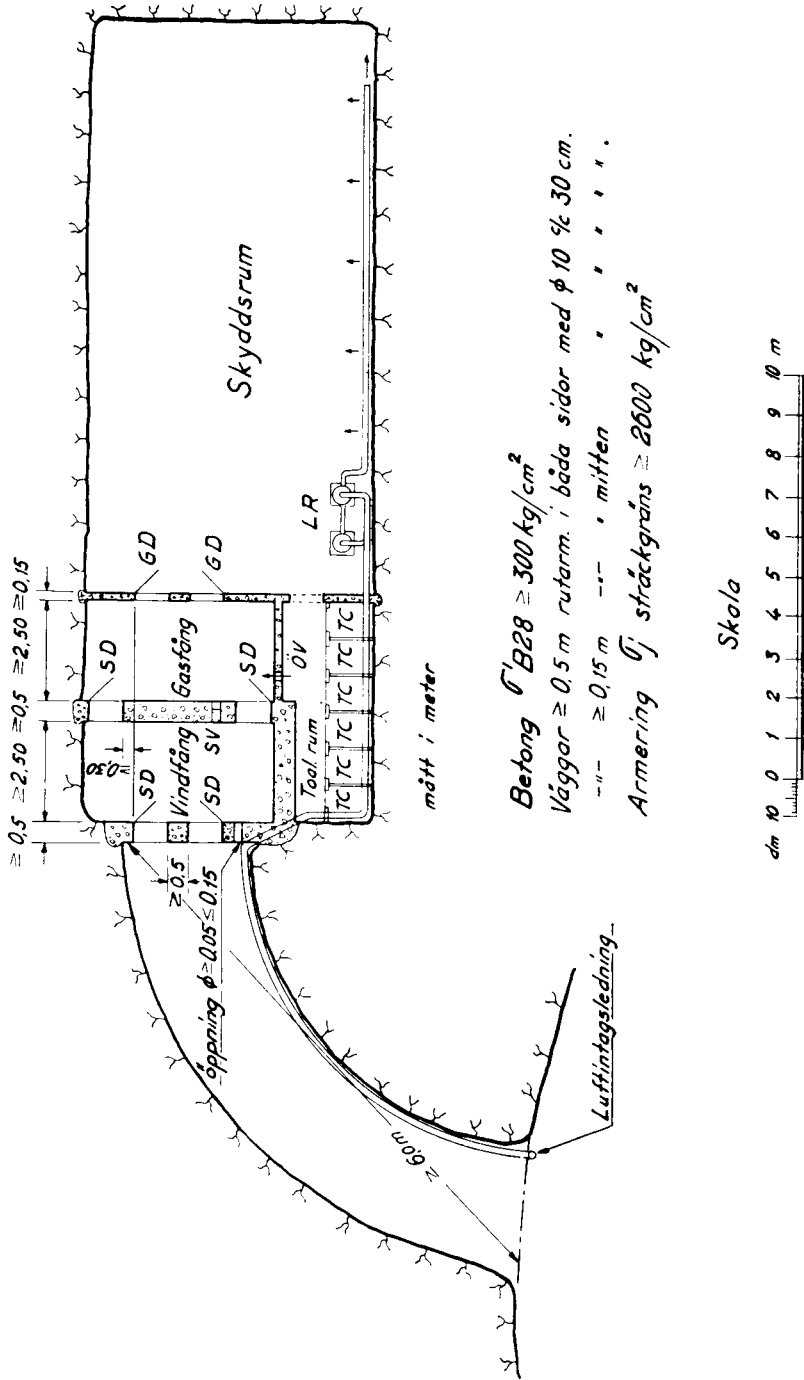 ≥ 0,5 ≥ 2,50 ≥ 0,5 ≥ 2,50 ≥ 0,15
SD
≥ 0,30
SD
Vindfång
Gasfång
GD
Skyddsrum
SD
SV
SD
GD
≥ 0,5
öppning ϕ ≥ 0,05 ≤ 0,15
ÖV
LR
Toal. rum
TC TC TC TC TC TC
≥ 6,0 m
Luftintagsledning
mått i meter
Betong σ'B28 ≥ 300 kg/cm²
Väggar ≥ 0,5 m rutarm. i båda sidor med ϕ 10 c/c 30 cm.
-"- ≥ 0,15 m -"- " mitten " " " " " .
Armering σj sträckgräns ≥ 2600 kg/cm²
Skala
dm 10 0 1 2 3 4 5 6 7 8 9 10 m